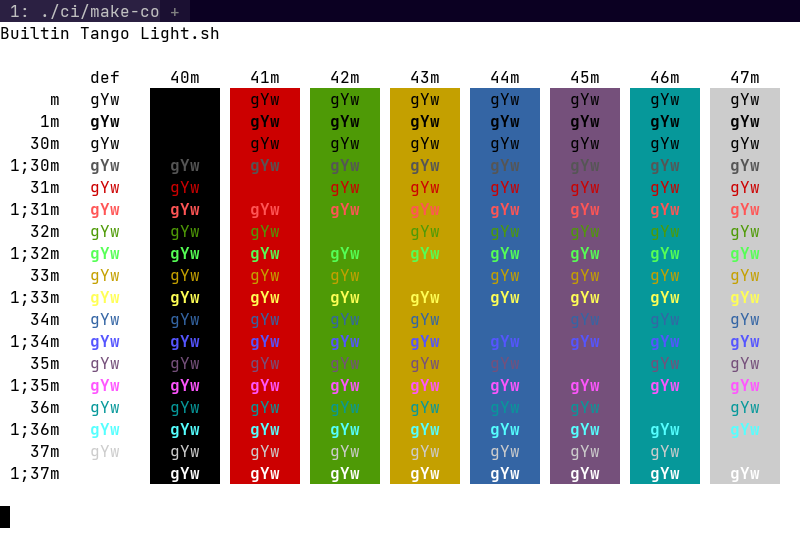 1: ./ci/make-co +
Builtin Tango Light.sh
def 40m 41m 42m 43m 44m 45m 46m 47m
m gYw gYw gYw gYw gYw gYw gYw gYw
1m gYw gYw gYw gYw gYw gYw gYw gYw
30m gYw gYw gYw gYw gYw gYw gYw gYw
1;30m gYw gYw gYw gYw gYw gYw gYw gYw gYw
31m gYw gYw gYw gYw gYw gYw gYw gYw
1;31m gYw gYw gYw gYw gYw gYw gYw gYw gYw
32m gYw gYw gYw gYw gYw gYw gYw gYw
1;32m gYw gYw gYw gYw gYw gYw gYw gYw gYw
33m gYw gYw gYw gYw gYw gYw gYw gYw
1;33m gYw gYw gYw gYw gYw gYw gYw gYw gYw
34m gYw gYw gYw gYw gYw gYw gYw gYw
1;34m gYw gYw gYw gYw gYw gYw gYw gYw gYw
35m gYw gYw gYw gYw gYw gYw gYw gYw
1;35m gYw gYw gYw gYw gYw gYw gYw gYw gYw
36m gYw gYw gYw gYw gYw gYw gYw gYw
1;36m gYw gYw gYw gYw gYw gYw gYw gYw gYw
37m gYw gYw gYw gYw gYw gYw gYw gYw
1;37m gYw gYw gYw gYw gYw gYw gYw gYw